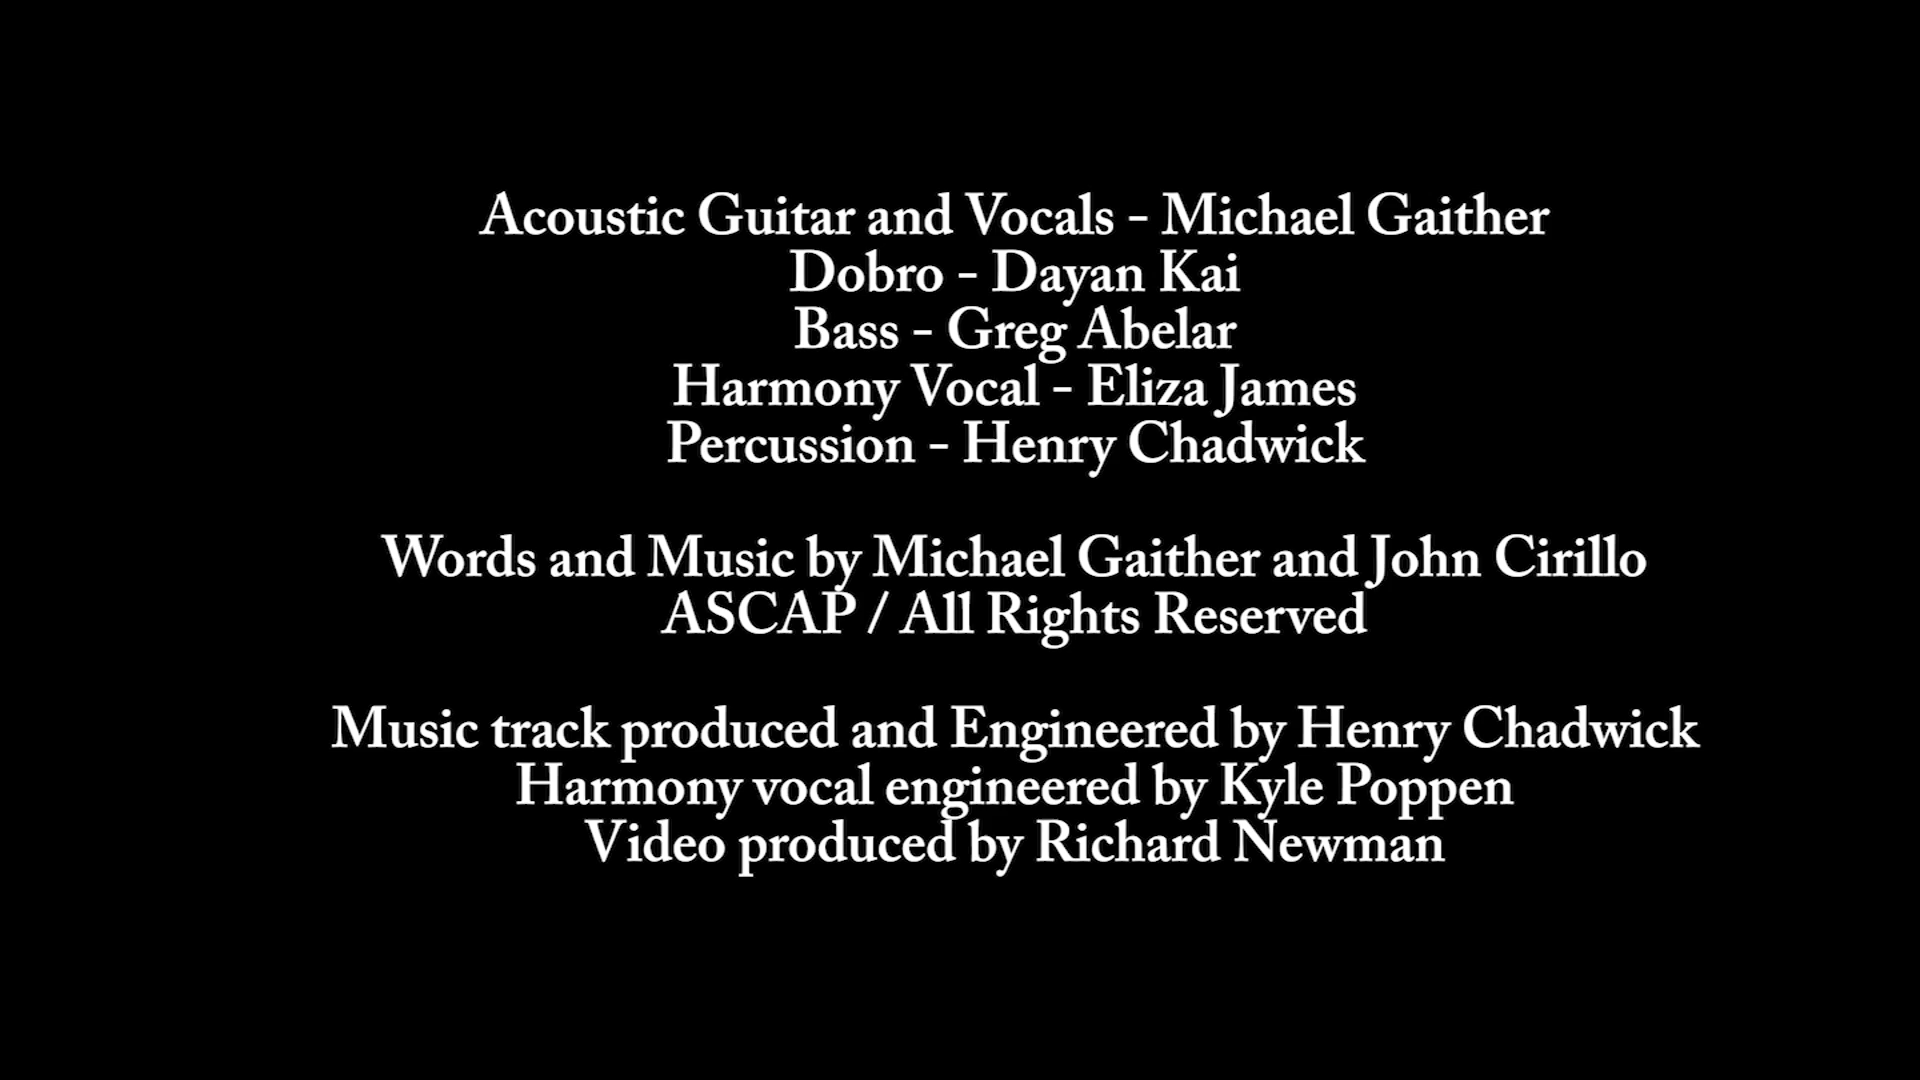 Acoustic Guitar and Vocals - Michael Gaither
Dobro - Dayan Kai
Bass - Greg Abelar
Harmony Vocal - Eliza James
Percussion - Henry Chadwick
Words and Music by Michael Gaither and John Cirillo
ASCAP / All Rights Reserved
Music track produced and Engineered by Henry Chadwick
Harmony vocal engineered by Kyle Poppen
Video produced by Richard Newman